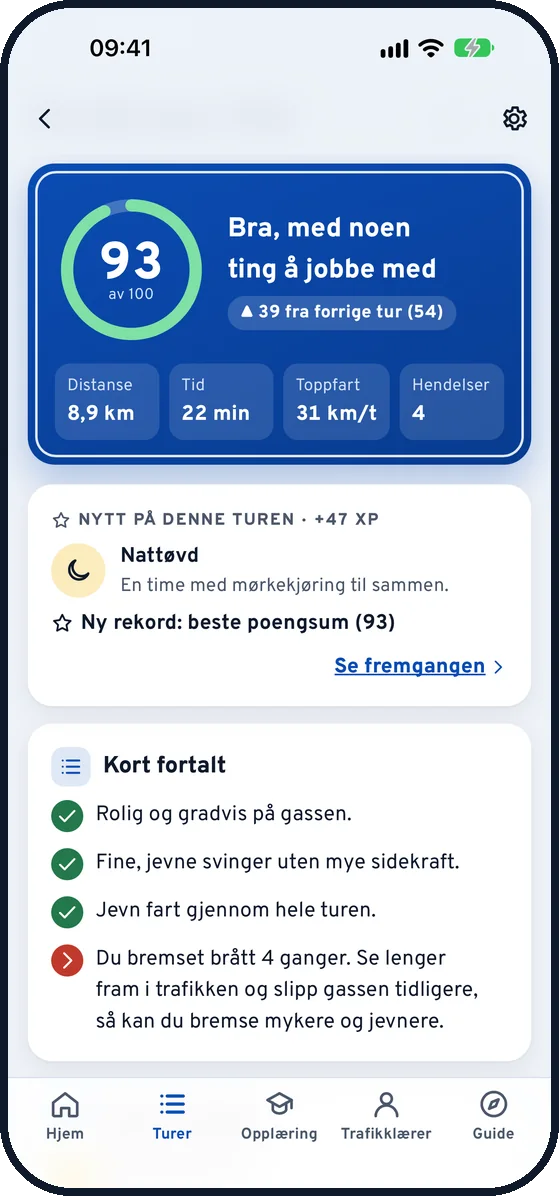 09:41
93
av 100
Bra, med noen
ting å jobbe med
▲ 39 fra forrige tur (54)
Distanse
8,9 km
Tid
22 min
Toppfart
31 km/t
Hendelser
4
NYTT PÅ DENNE TUREN · +47 XP
Nattøvd
En time med mørkekjøring til sammen.
Ny rekord: beste poengsum (93)
Se fremgangen
Kort fortalt
Rolig og gradvis på gassen.
Fine, jevne svinger uten mye sidekraft.
Jevn fart gjennom hele turen.
Du bremset brått 4 ganger. Se lenger
fram i trafikken og slipp gassen tidligere,
så kan du bremse mykere og jevnere.
Hjem
Turer
Opplæring
Trafikklærer
Guide